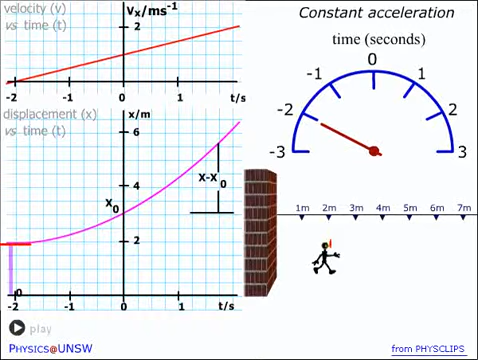 velocity (v)
vs time (t)
vx/ms-1
2
-2
-1
1
t/s
displacement (x)
vs time (t)
x/m
6
4
x0
x-x0
2
0
-2
-1
0
1
t/s
play
PHYSICS@UNSW
Constant acceleration
time (seconds)
0
-1
1
-2
2
-3
3
1m 2m 3m 4m 5m 6m 7m
from PHYSCLIPS